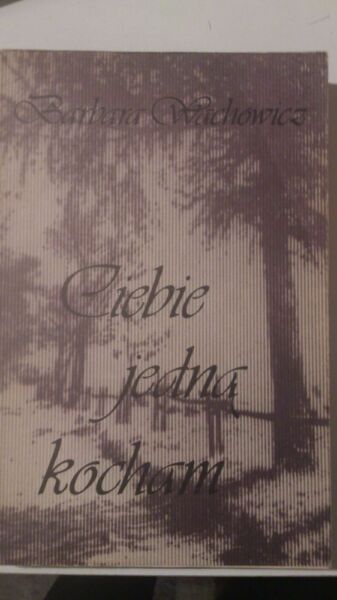 Barbara Wachowicz
Ciebie
jedną
kocham